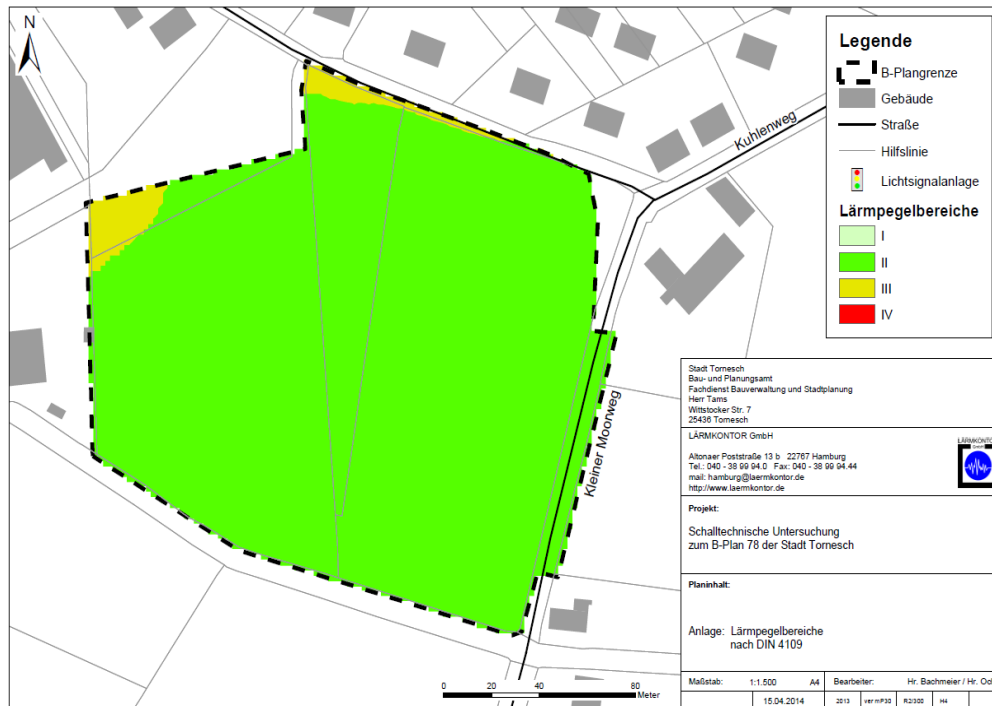 N
Legende
B-Plangrenze
Gebäude
Straße
Hilfslinie
Lichtsignalanlage
Lärmpegelbereiche
I
II
III
IV
Kuhlenweg
Kleiner Moorweg
0 20 40 80
Meter
Stadt Tornesch
Bau- und Planungsamt
Fachdienst Bauverwaltung und Stadtplanung
Herr Tams
Wittstocker Str. 7
25436 Tornesch
LÄRMKONTOR GmbH
Altonaer Poststraße 13 b 22767 Hamburg
Tel.: 040 - 38 99 94.0 Fax: 040 - 38 99 94.44
mail: hamburg@laermkontor.de
http://www.laermkontor.de
LÄRMKONTOR
GmbH
Projekt:
Schalltechnische Untersuchung
zum B-Plan 78 der Stadt Tornesch
Planinhalt:
Anlage: Lärmpegelbereiche
nach DIN 4109
Maßstab: 1:1.500 A4 Bearbeiter: Hr. Bachmeier / Hr. Ocl
15.04.2014 2013 R2/300 H4